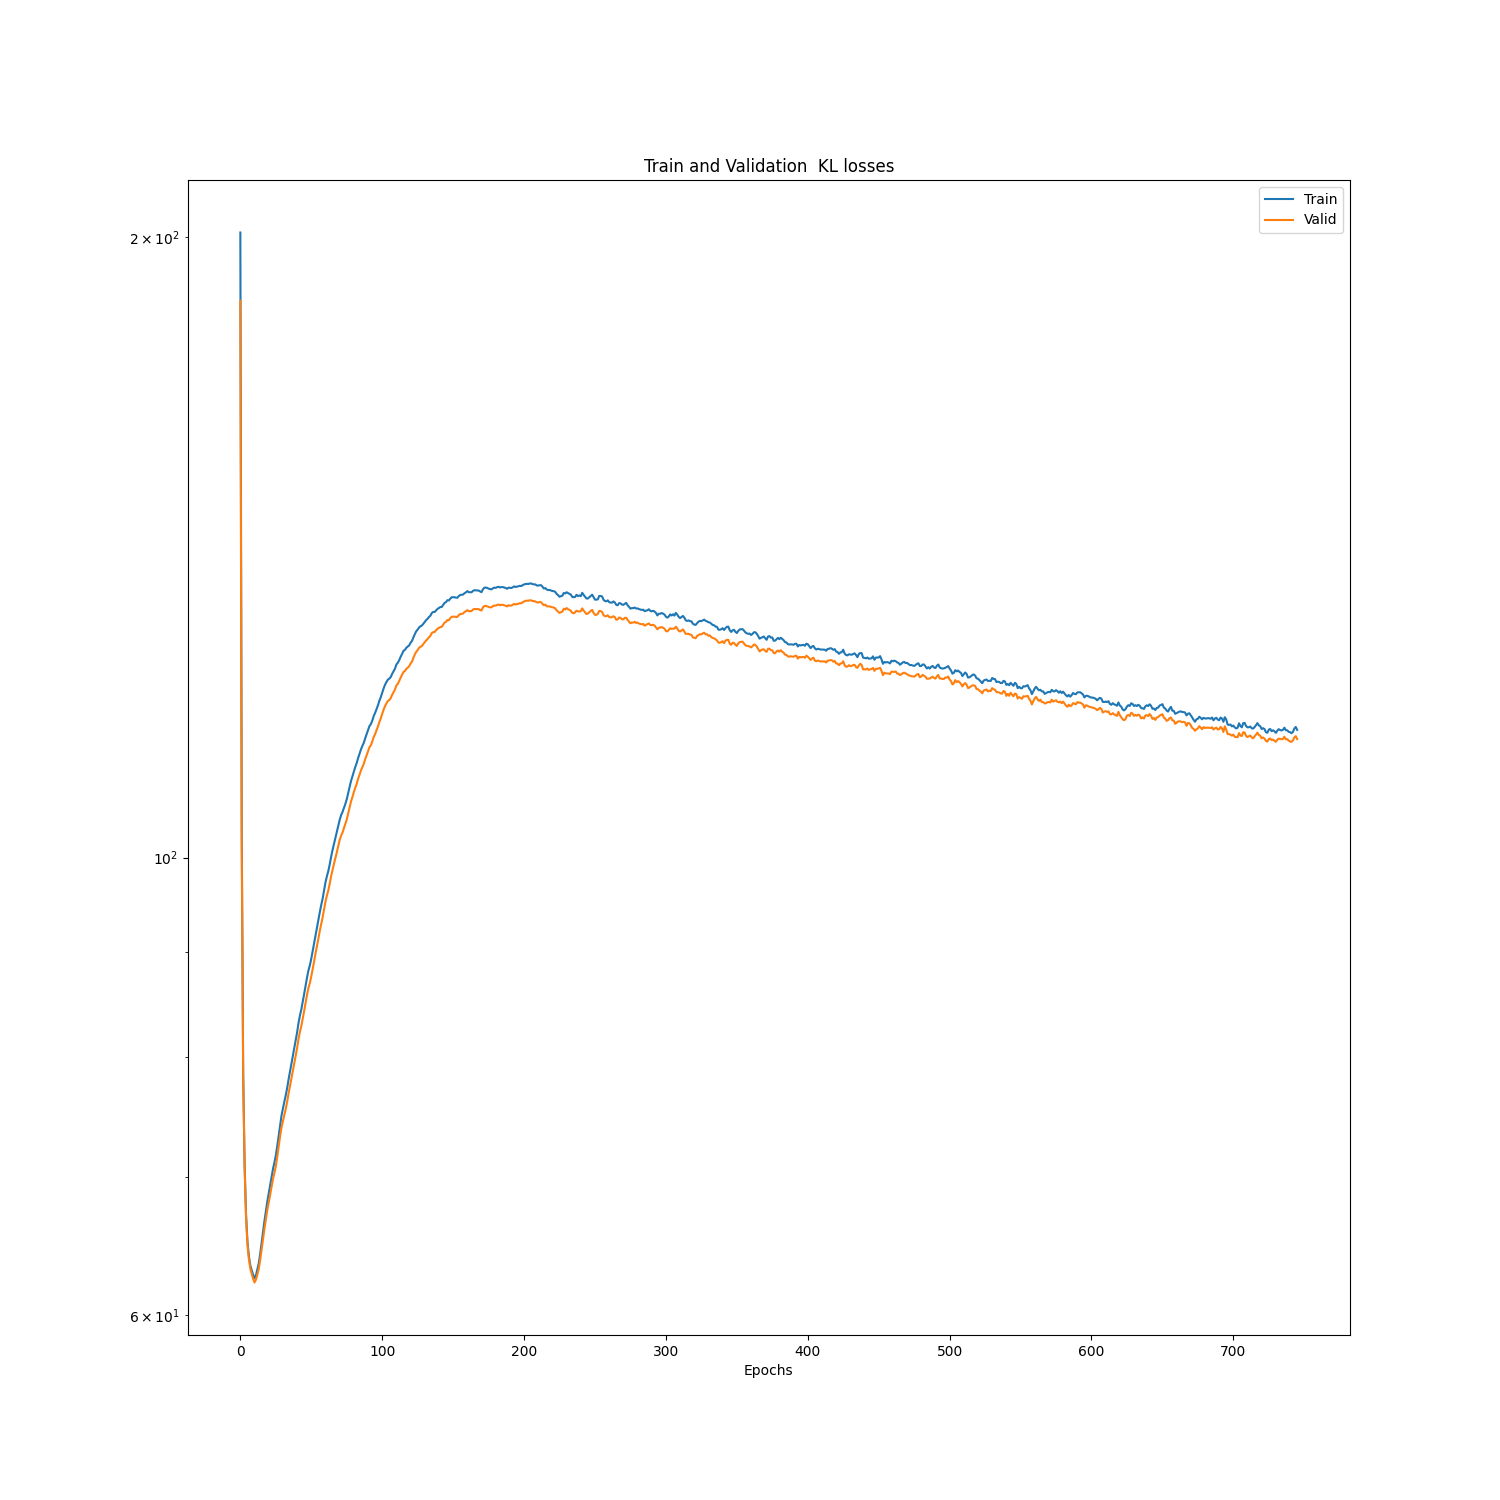 Train and Validation  KL losses
Train
Valid
2 × 10²
10²
6 × 10¹
0 100 200 300 400 500 600 700
Epochs